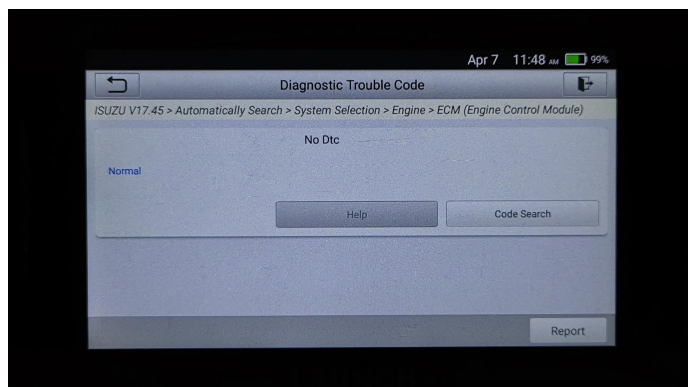 Apr 7 11:48 AM 99%
Diagnostic Trouble Code
ISUZU V17.45 > Automatically Search > System Selection > Engine > ECM (Engine Control Module)
No Dtc
Normal
Help
Code Search
Report